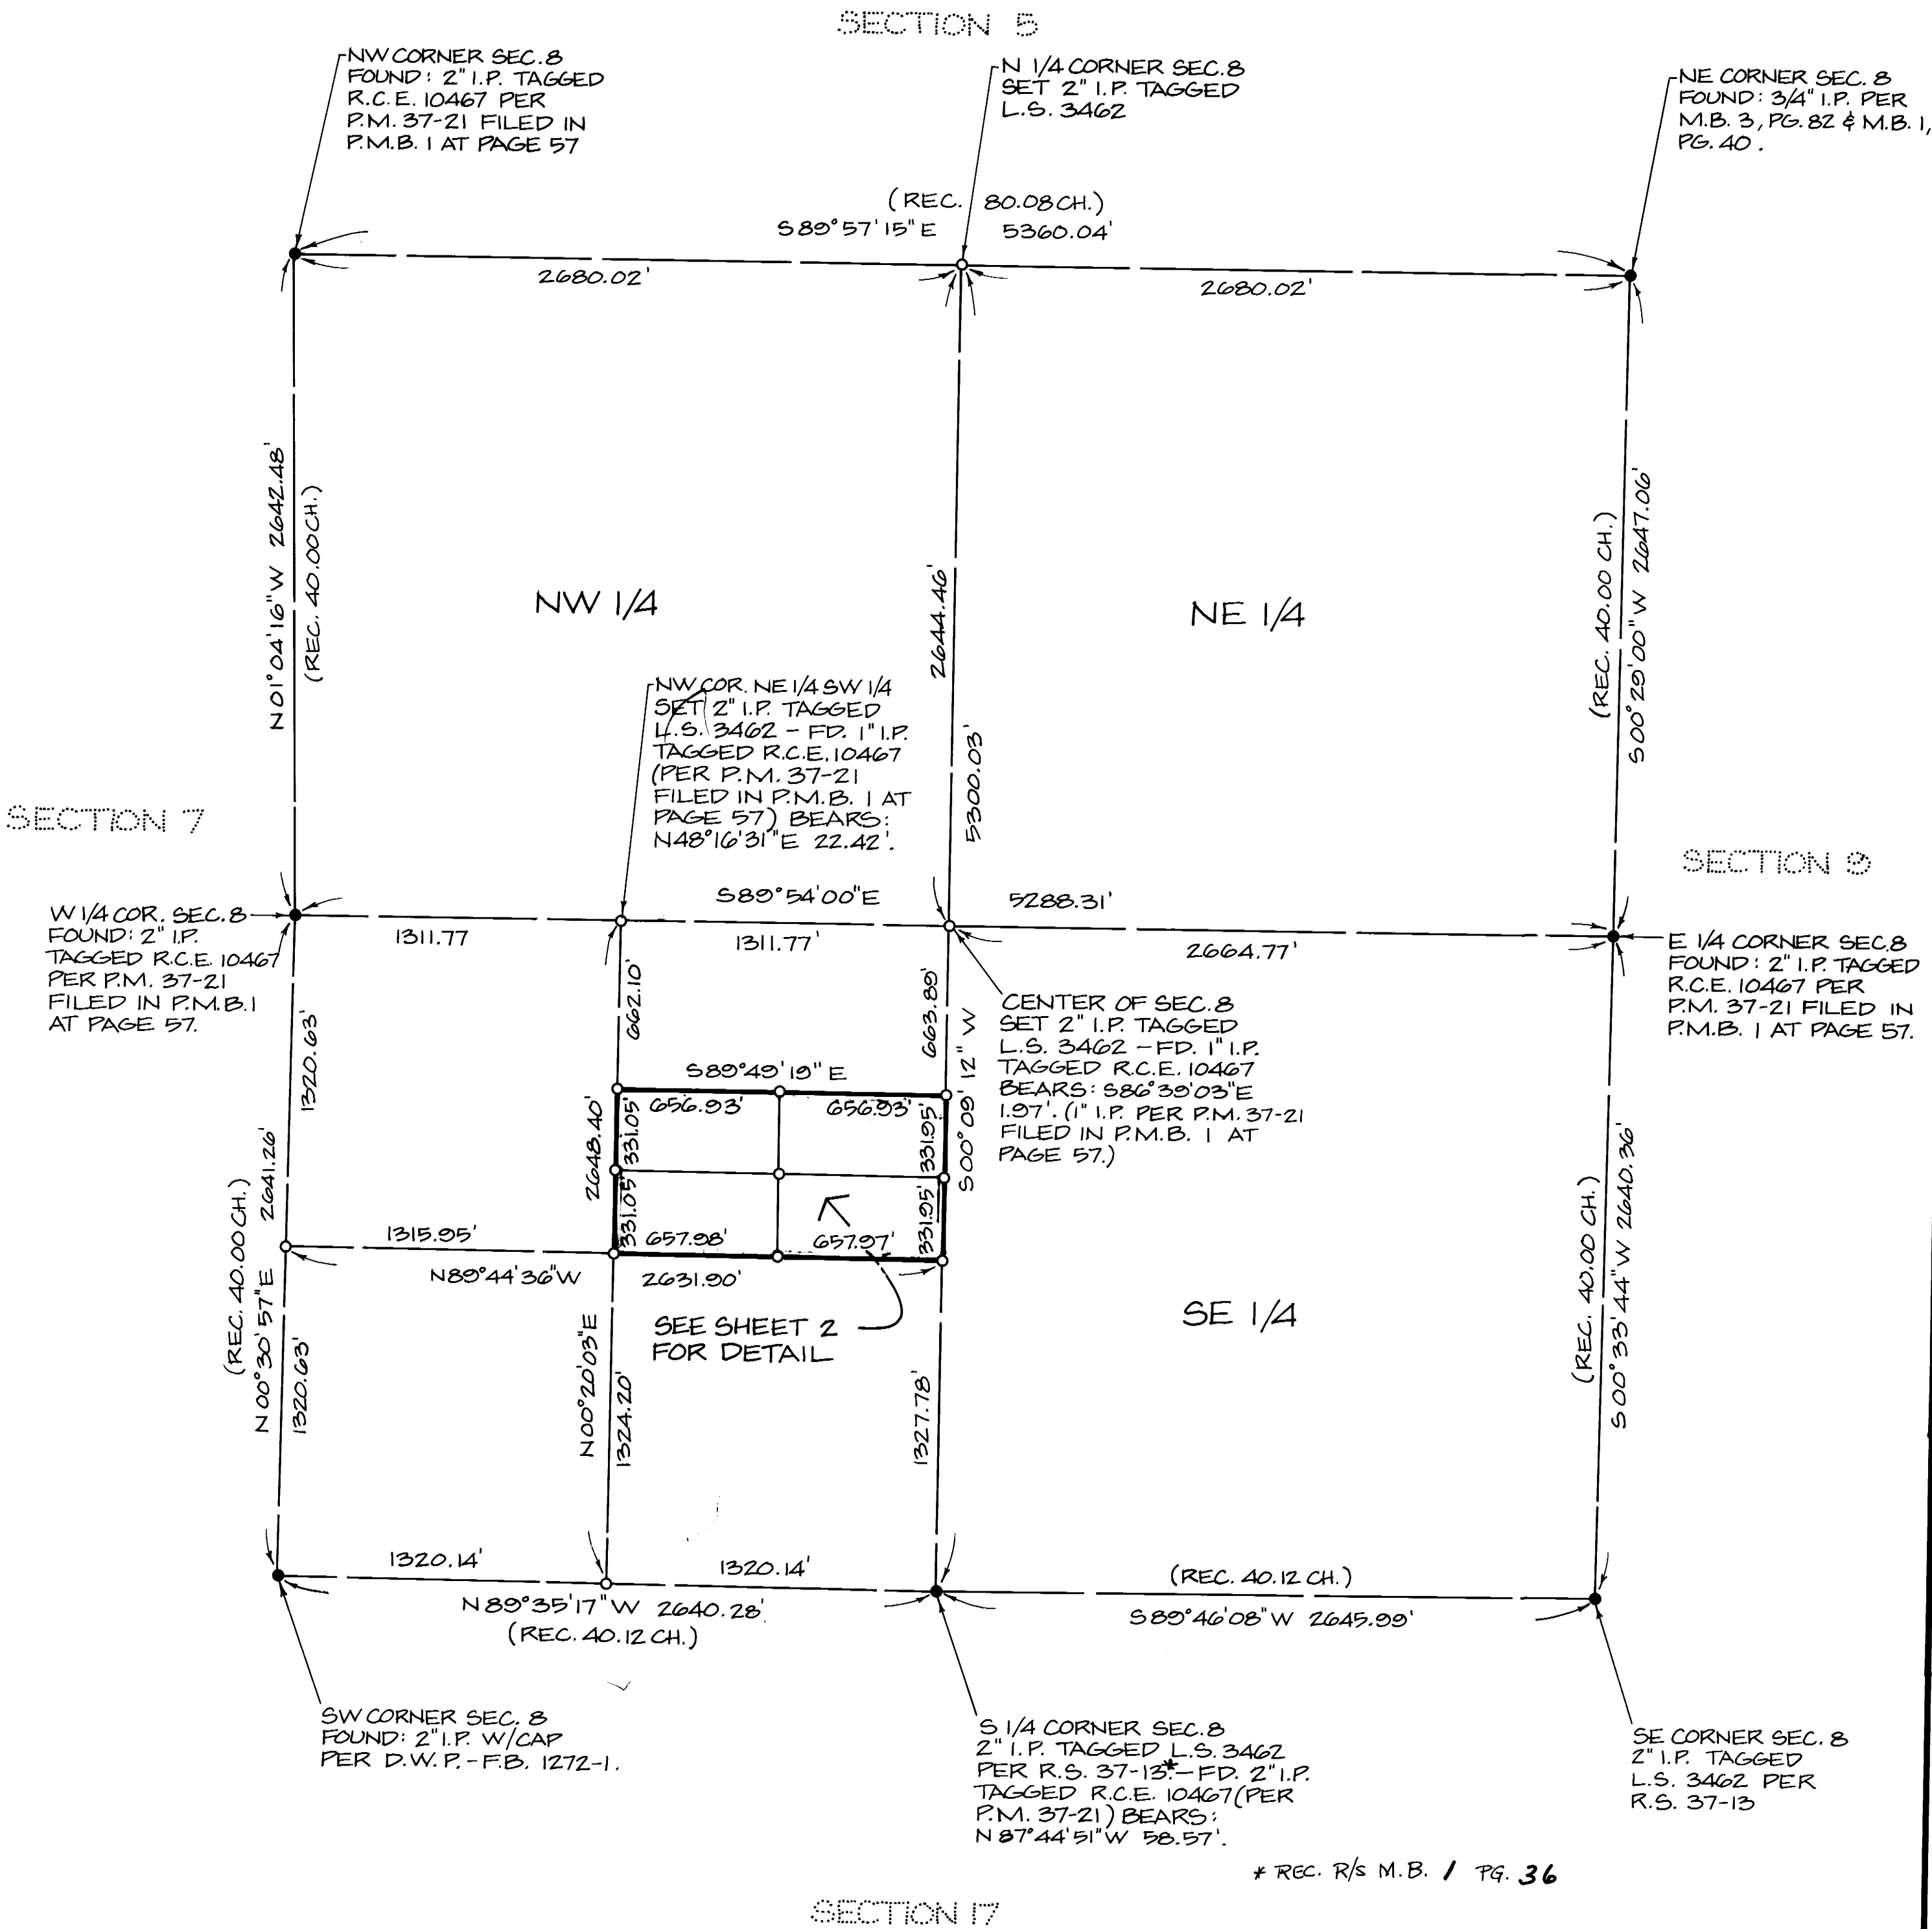 SECTION 5
NW CORNER SEC. 8
FOUND: 2" I.P. TAGGED
R.C.E. 10467 PER
P.M. 37-21 FILED IN
P.M.B. 1 AT PAGE 57
N 1/4 CORNER SEC. 8
SET 2" I.P. TAGGED
L.S. 3462
NE CORNER SEC. 8
FOUND: 3/4" I.P. PER
M.B. 3, PG. 82 & M.B. 1,
PG. 40.
(REC. 80.08 CH.)
S89°57'15"E 5360.04'
2680.02'
2680.02'
N01°04'16"W 2642.48'
(REC. 40.00 CH.)
NW 1/4
2644.46'
5300.03'
NE 1/4
(REC. 40.00 CH.)
S00°29'00"W 2647.06'
NW COR. NE 1/4 SW 1/4
SET 2" I.P. TAGGED
L.S. 3462 - FD. 1" I.P.
TAGGED R.C.E. 10467
(PER P.M. 37-21
FILED IN P.M.B. 1 AT
PAGE 57) BEARS:
N48°16'31"E 22.42'.
SECTION 7
SECTION 9
W 1/4 COR. SEC. 8
FOUND: 2" I.P.
TAGGED R.C.E. 10467
PER P.M. 37-21
FILED IN P.M.B. 1
AT PAGE 57.
S89°54'00"E 5288.31'
1311.77
1311.77'
2664.77'
E 1/4 CORNER SEC. 8
FOUND: 2" I.P. TAGGED
R.C.E. 10467 PER
P.M. 37-21 FILED IN
P.M.B. 1 AT PAGE 57.
CENTER OF SEC. 8
SET 2" I.P. TAGGED
L.S. 3462 - FD. 1" I.P.
TAGGED R.C.E. 10467
BEARS: S86°39'03"E
1.97'. (1" I.P. PER P.M. 37-21
FILED IN P.M.B. 1 AT
PAGE 57.)
662.10'
663.89'
S00°09'12" W
1320.63'
S89°49'19" E
656.93'
656.93'
2648.40'
331.05'
331.95'
331.05'
331.95'
657.98'
657.97'
(REC. 40.00 CH.)
N00°30'57"E 2641.26'
1320.63'
1315.95'
N89°44'36"W 2631.90'
SEE SHEET 2
FOR DETAIL
N00°20'03"E
1324.20'
1327.78'
SE 1/4
(REC. 40.00 CH.)
S00°33'44"W 2640.36'
1320.14'
1320.14'
N89°35'17"W 2640.28'
(REC. 40.12 CH.)
(REC. 40.12 CH.)
S89°46'08"W 2645.99'
SW CORNER SEC. 8
FOUND: 2" I.P. W/CAP
PER D.W.P. - F.B. 1272-1.
S 1/4 CORNER SEC. 8
2" I.P. TAGGED L.S. 3462
PER R.S. 37-13*. - FD. 2" I.P.
TAGGED R.C.E. 10467 (PER
P.M. 37-21) BEARS:
N87°44'51"W 58.57'.
SE CORNER SEC. 8
2" I.P. TAGGED
L.S. 3462 PER
R.S. 37-13
* REC. R/S M.B. 1 PG. 36
SECTION 17